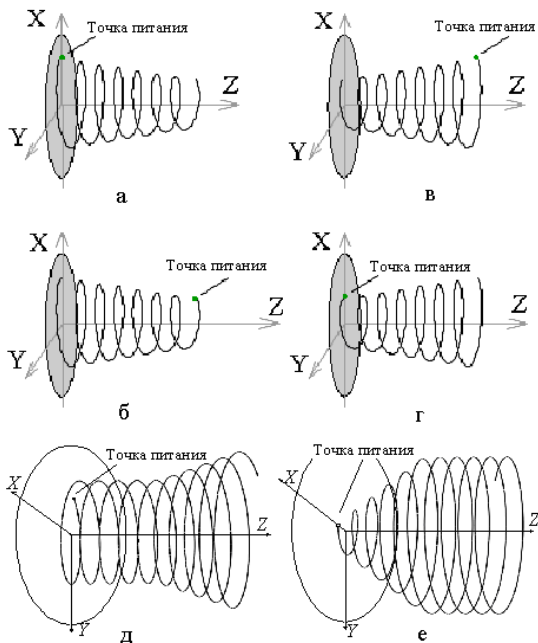 X
Точка питания
Z
Y
а
X
Точка питания
Z
Y
в
X
Точка питания
Z
Y
б
X
Точка питания
Z
Y
г
Точка питания
X
Z
Y
д
Точка питания
X
Z
Y
е